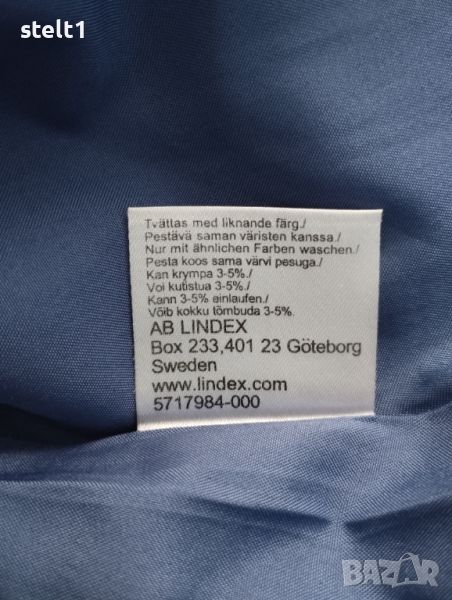 stelt1
Tvättas med liknande färg./
Pestävä saman väristen kanssa./
Nur mit ähnlichen Farben waschen./
Pesta koos sama värvi pesuga./
Kan krympa 3-5%./
Voi kutistua 3-5%./
Kann 3-5% einlaufen./
Võib kokku tõmbuda 3-5%.
AB LINDEX
Box 233,401 23 Göteborg
Sweden
www.lindex.com
5717984-000
BAZAR